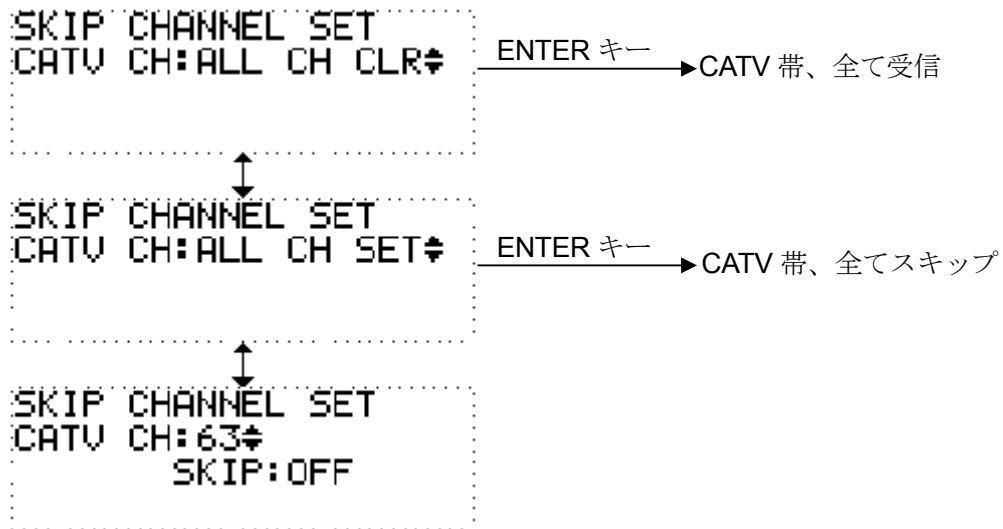 SKIP CHANNEL SET
CATV CH:ALL CH CLR
ENTER キー
CATV 帯、全て受信
SKIP CHANNEL SET
CATV CH:ALL CH SET
ENTER キー
CATV 帯、全てスキップ
SKIP CHANNEL SET
CATV CH:63
SKIP:OFF